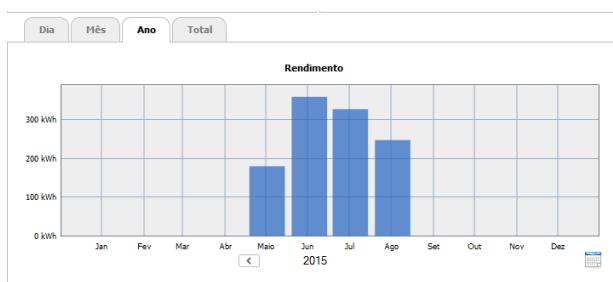 Dia Mês Ano Total
Rendimento
300 kWh
200 kWh
100 kWh
0 kWh
Jan Fev Mar Abr Maio Jun Jul Ago Set Out Nov Dez
2015